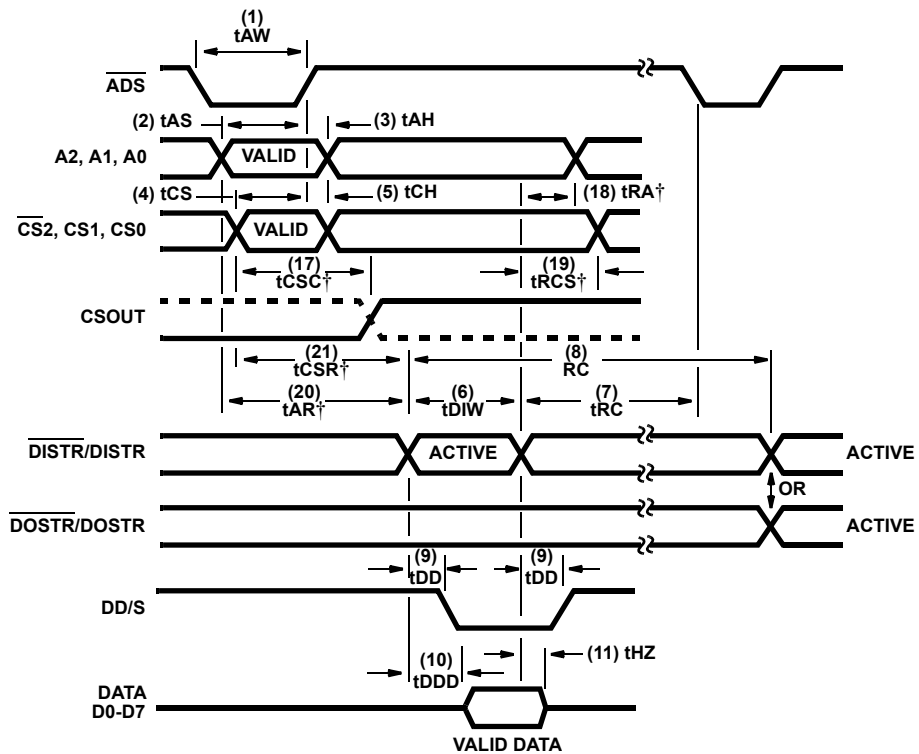 (1)
tAW
ADS
(2) tAS
(3) tAH
A2, A1, A0
VALID
(4) tCS
(5) tCH
(18) tRA†
CS2, CS1, CS0
VALID
(17)
tCSC†
(19)
tRCS†
CSOUT
(21)
tCSR†
(8)
RC
(20)
tAR†
(6)
tDIW
(7)
tRC
DISTR/DISTR
ACTIVE
ACTIVE
OR
DOSTR/DOSTR
ACTIVE
(9)
tDD
(9)
tDD
DD/S
(10)
tDDD
(11) tHZ
DATA
D0-D7
VALID DATA